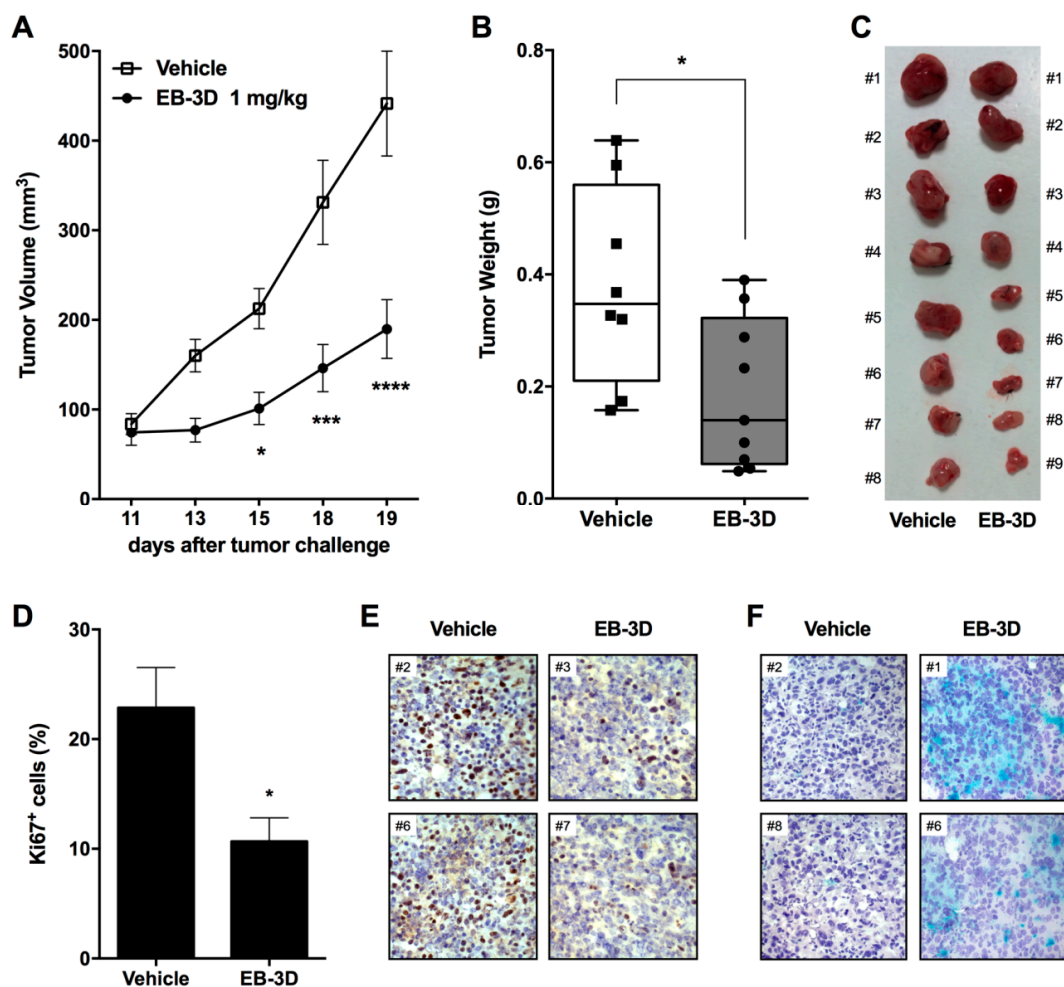 A
500
400
300
200
100
0
Tumor Volume (mm³)
Vehicle
EB-3D 1 mg/kg
*
***
****
11 13 15 18 19
days after tumor challenge
B
0.8
0.6
0.4
0.2
0.0
Tumor Weight (g)
*
Vehicle EB-3D
C
#1 #1
#2 #2
#3 #3
#4 #4
#5 #5
#6 #6
#7 #7
#8 #8
#9
Vehicle EB-3D
D
30
20
10
0
Ki67⁺ cells (%)
*
Vehicle EB-3D
E
Vehicle EB-3D
#2 #3
#6 #7
F
Vehicle EB-3D
#2 #1
#8 #6